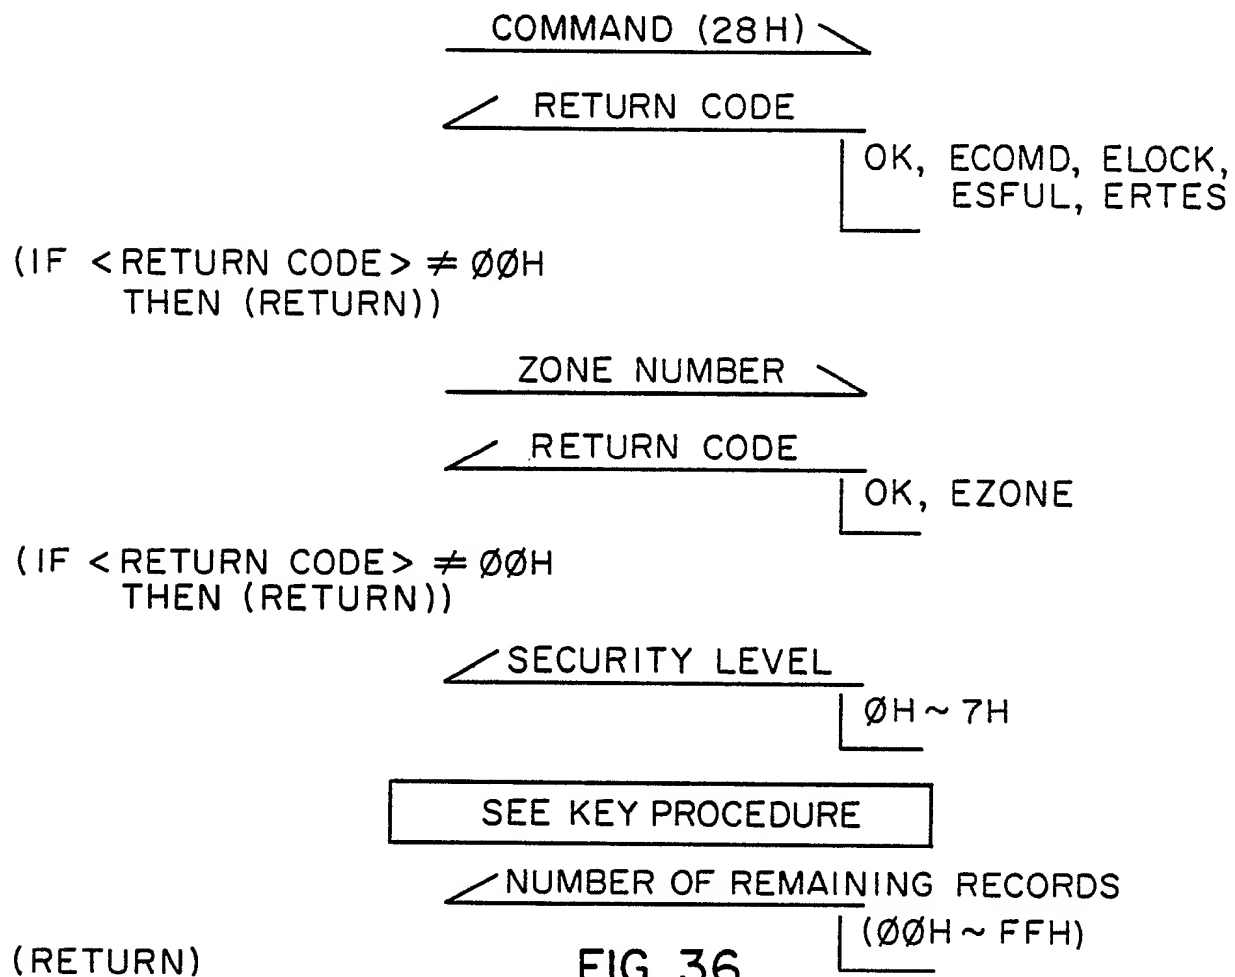 COMMAND (28H)
RETURN CODE
OK, ECOMD, ELOCK,
ESFUL, ERTES
(IF <RETURN CODE> ≠ ØØH
THEN (RETURN))
ZONE NUMBER
RETURN CODE
OK, EZONE
(IF <RETURN CODE> ≠ ØØH
THEN (RETURN))
SECURITY LEVEL
ØH ~ 7H
SEE KEY PROCEDURE
NUMBER OF REMAINING RECORDS
(ØØH ~ FFH)
(RETURN)
FIG 36